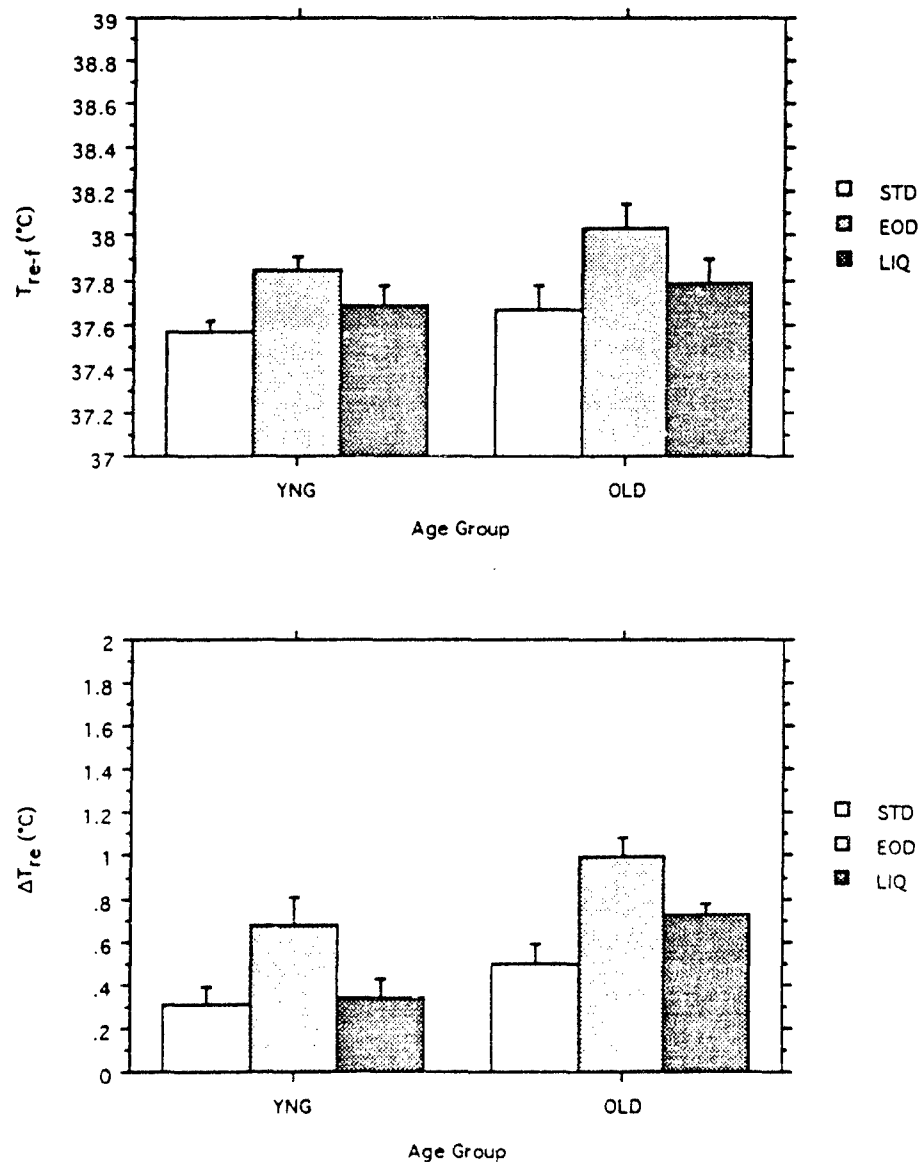 39
38.8
38.6
38.4
38.2
38
37.8
37.6
37.4
37.2
37
T_re-f (°C)
YNG OLD
Age Group
STD
EOD
LIQ
2
1.8
1.6
1.4
1.2
1
.8
.6
.4
.2
0
ΔT_re (°C)
YNG OLD
Age Group
STD
EOD
LIQ